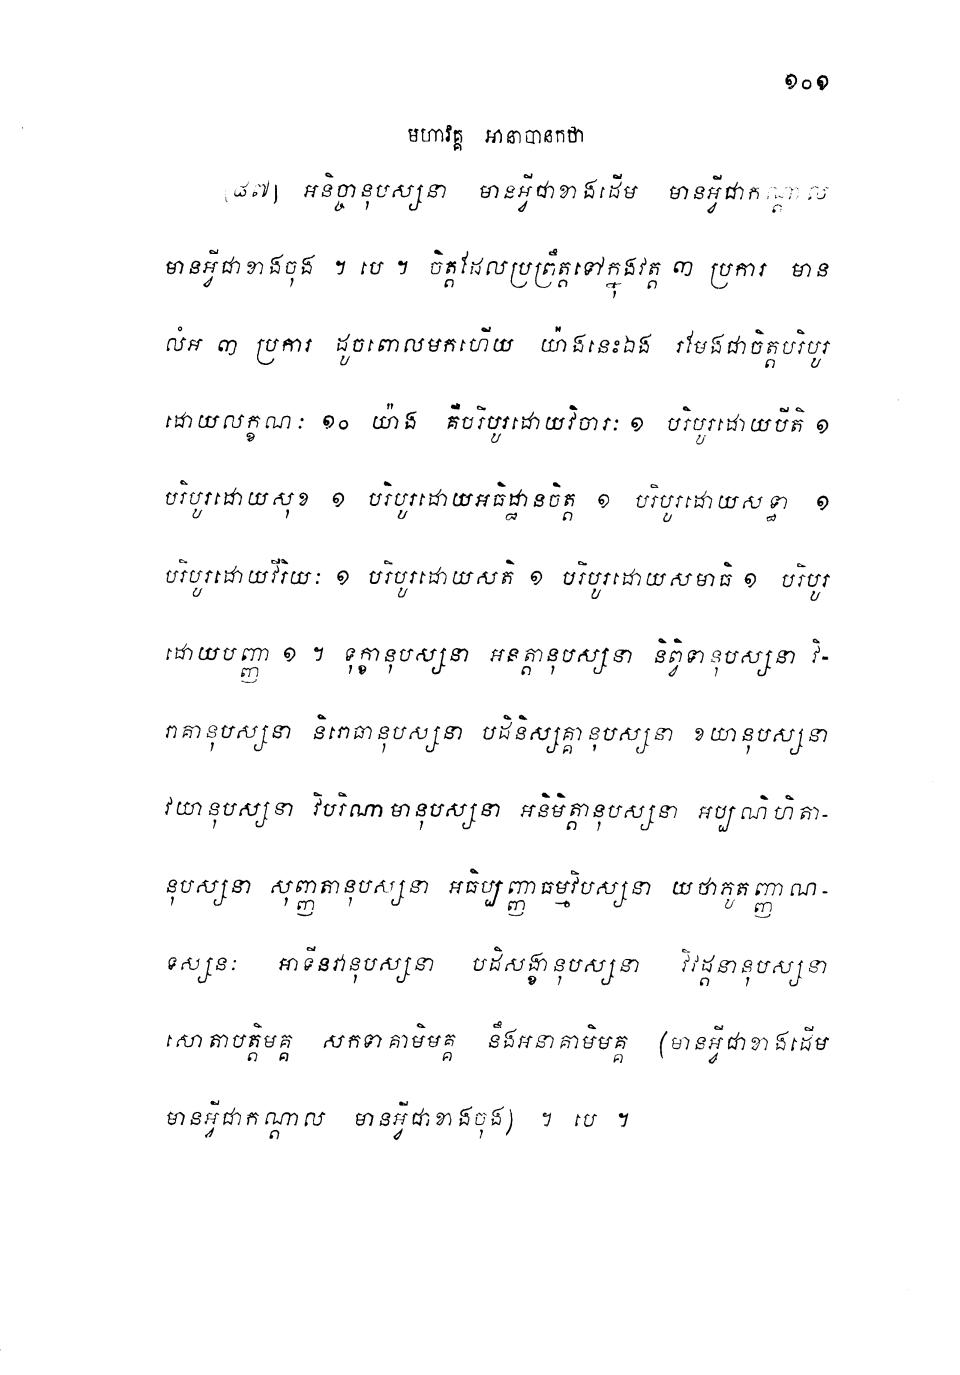 ១០១
មហាវគ្គ អានាបានកថា
(៨៧) អនិច្ចានុបស្សនា មានអ្វីជាខាងដើម មានអ្វីជាកណ្តាល
មានអ្វីជាខាងចុង ។ បេ ។ ចិត្តដែលប្រព្រឹត្តទៅក្នុងវត្ត ៣ ប្រការ មាន
លំអ ៣ ប្រការ ដូចពោលមកហើយ យ៉ាងនេះឯង រមែងជាចិត្តបរិបូរ
ដោយលក្ខណៈ ១០ យ៉ាង គឺបរិបូរដោយវិចារៈ ១ បរិបូរដោយបីតិ ១
បរិបូរដោយសុខ ១ បរិបូរដោយអធិដ្ឋានចិត្ត ១ បរិបូរដោយសទ្ធា ១
បរិបូរដោយវីរិយៈ ១ បរិបូរដោយសតិ ១ បរិបូរដោយសមាធិ ១ បរិបូរ
ដោយបញ្ញា ១ ។ ទុក្ខានុបស្សនា អនត្តានុបស្សនា និព្វិទានុបស្សនា វិ-
រាគានុបស្សនា និរោធានុបស្សនា បដិនិស្សគ្គានុបស្សនា ខយានុបស្សនា
វយានុបស្សនា វិបរិណាមានុបស្សនា អនិមិត្តានុបស្សនា អប្បណិហិតា-
នុបស្សនា សុញ្ញតានុបស្សនា អធិប្បញ្ញាធម្មវិបស្សនា យថាភូតញ្ញាណ-
ទស្សនៈ អាទីនវានុបស្សនា បដិសង្ខានុបស្សនា វិវដ្តនានុបស្សនា
សោតាបត្តិមគ្គ សកទាគាមិមគ្គ នឹងអនាគាមិមគ្គ (មានអ្វីជាខាងដើម
មានអ្វីជាកណ្តាល មានអ្វីជាខាងចុង) ។ បេ ។